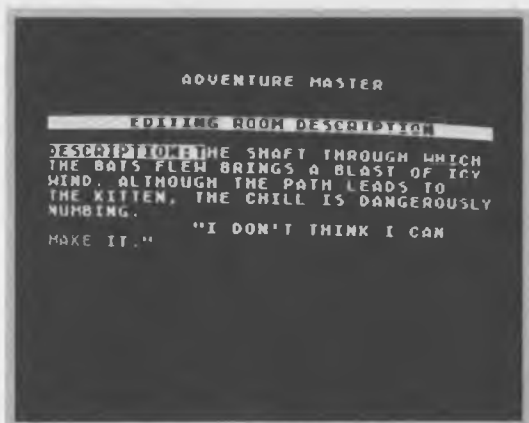 ADVENTURE MASTER
EDITING ROOM DESCRIPTION
DESCRIPTION:THE SHAFT THROUGH WHICH
THE BATS FLEW BRINGS A BLAST OF ICY
WIND. ALTHOUGH THE PATH LEADS TO
THE KITTEN, THE CHILL IS DANGEROUSLY
NUMBING.
"I DON'T THINK I CAN
MAKE IT."